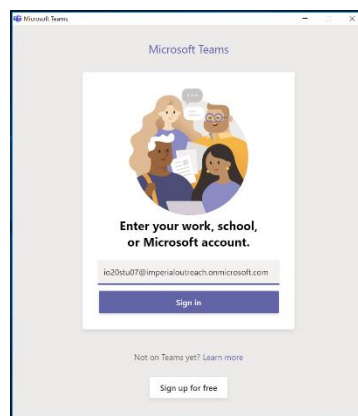 Microsoft Teams
Microsoft Teams
Enter your work, school,
or Microsoft account.
io20stu07@imperialoutreach.onmicrosoft.com
Sign in
Not on Teams yet? Learn more
Sign up for free